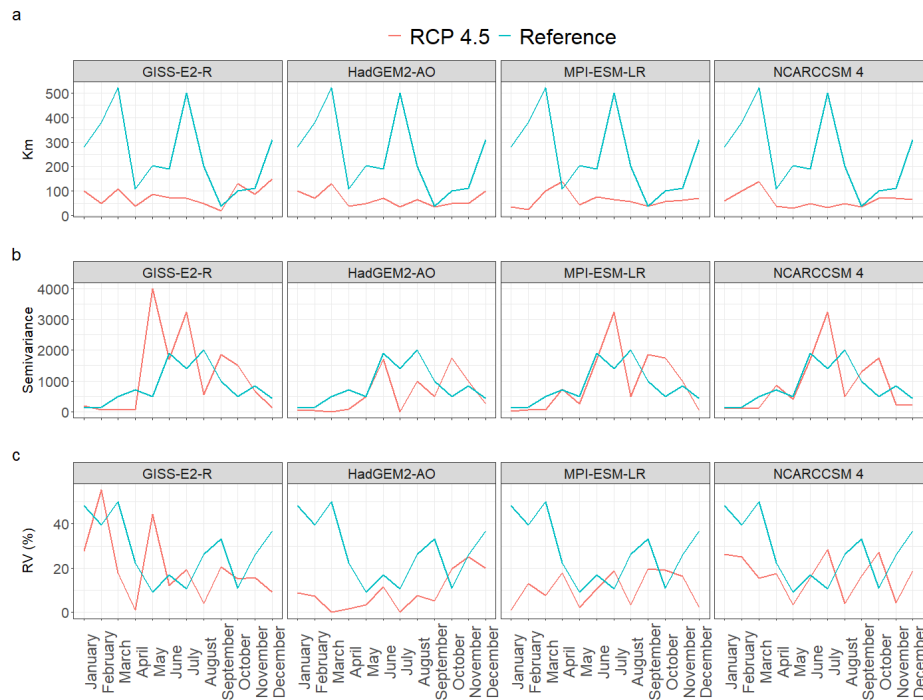 a
RCP 4.5 Reference
GISS-E2-R HadGEM2-AO MPI-ESM-LR NCARCCSM 4
Km
500
400
300
200
100
0
b
GISS-E2-R HadGEM2-AO MPI-ESM-LR NCARCCSM 4
Semivariance
4000
3000
2000
1000
0
c
GISS-E2-R HadGEM2-AO MPI-ESM-LR NCARCCSM 4
RV (%)
40
20
0
January February March April May June July August September October November December January February March April May June July August September October November December January February March April May June July August September October November December January February March April May June July August September October November December